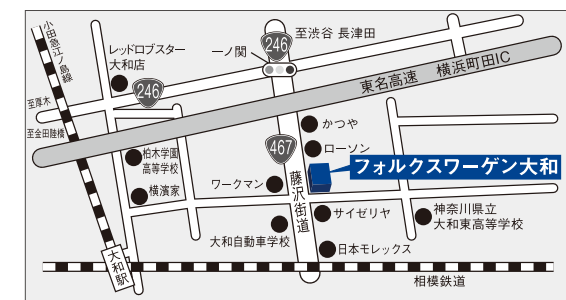 小田急江ノ島線
レッドロブスター
大和店
一ノ関
246
至渋谷 長津田
246
至厚木
至金田陸橋
東名高速 横浜町田IC
467
かつや
ローソン
柏木学園
高等学校
横濱家
ワークマン
藤沢街道
フォルクスワーゲン大和
サイゼリヤ
神奈川県立
大和東高等学校
大和自動車学校
日本モレックス
大和駅
相模鉄道